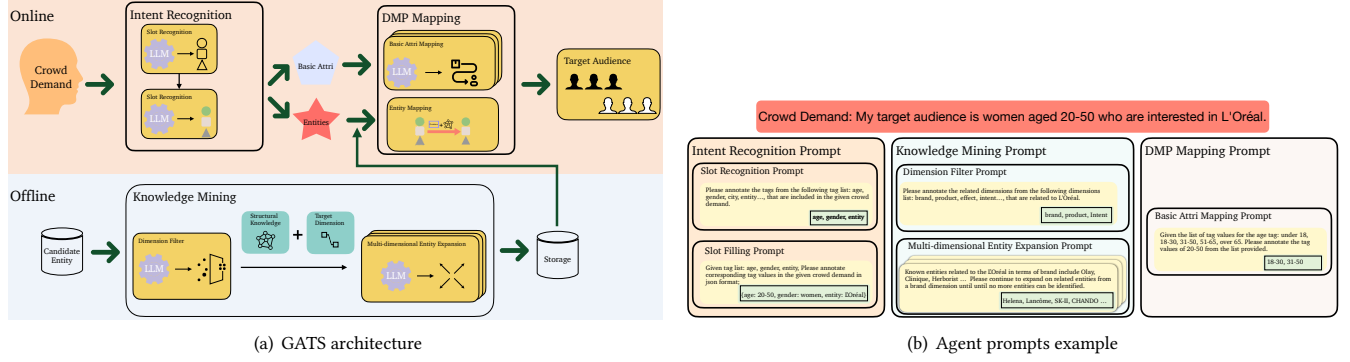 Online
Intent Recognition
Slot Recognition
LLM
Slot Recognition
LLM
Crowd
Demand
Basic Attri
Entities
DMP Mapping
Basic Attri Mapping
LLM
Entity Mapping
Target Audience
Offline
Knowledge Mining
Candidate
Entity
Dimension Filter
LLM
Structural
Knowledge
+
Target
Dimension
Multi-dimensional Entity Expansion
LLM
Storage
(a) GATS architecture
Crowd Demand: My target audience is women aged 20-50 who are interested in L'Oréal.
Intent Recognition Prompt
Slot Recognition Prompt
Please annotate the tags from the following tag list: age,
gender, city, entity…, that are included in the given crowd
demand.
age, gender, entity
Slot Filling Prompt
Given tag list: age, gender, entity, Please annotate
corresponding tag values in the given crowd demand in
json format:
{age: 20-50, gender: women, entity: L'Oréal}
Knowledge Mining Prompt
Dimension Filter Prompt
Please annotate the related dimensions from the following dimensions
list: brand, product, effect, intent…, that are related to L'Oréal.
brand, product, Intent
Multi-dimensional Entity Expansion Prompt
Known entities related to the L'Oréal in terms of brand include Olay,
Clinique, Herborist … Please continue to expand on related entities from
a brand dimension until until no more entities can be identified.
Helena, Lancôme, SK-II, CHANDO …
DMP Mapping Prompt
Basic Attri Mapping Prompt
Given the list of tag values for the age tag: under 18,
18-30, 31-50, 51-65, over 65. Please annotate the tag
values of 20-50 from the list provided.
18-30, 31-50
(b) Agent prompts example